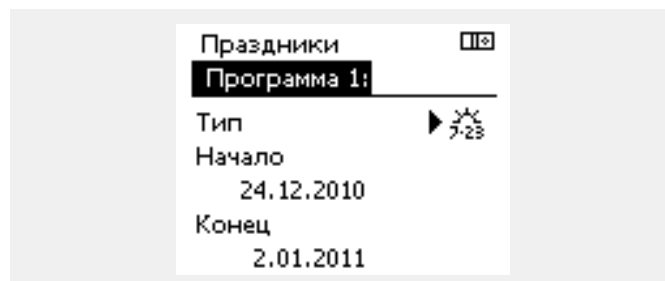 Праздники
Программа 1:
Тип 7-23
Начало
24.12.2010
Конец
2.01.2011